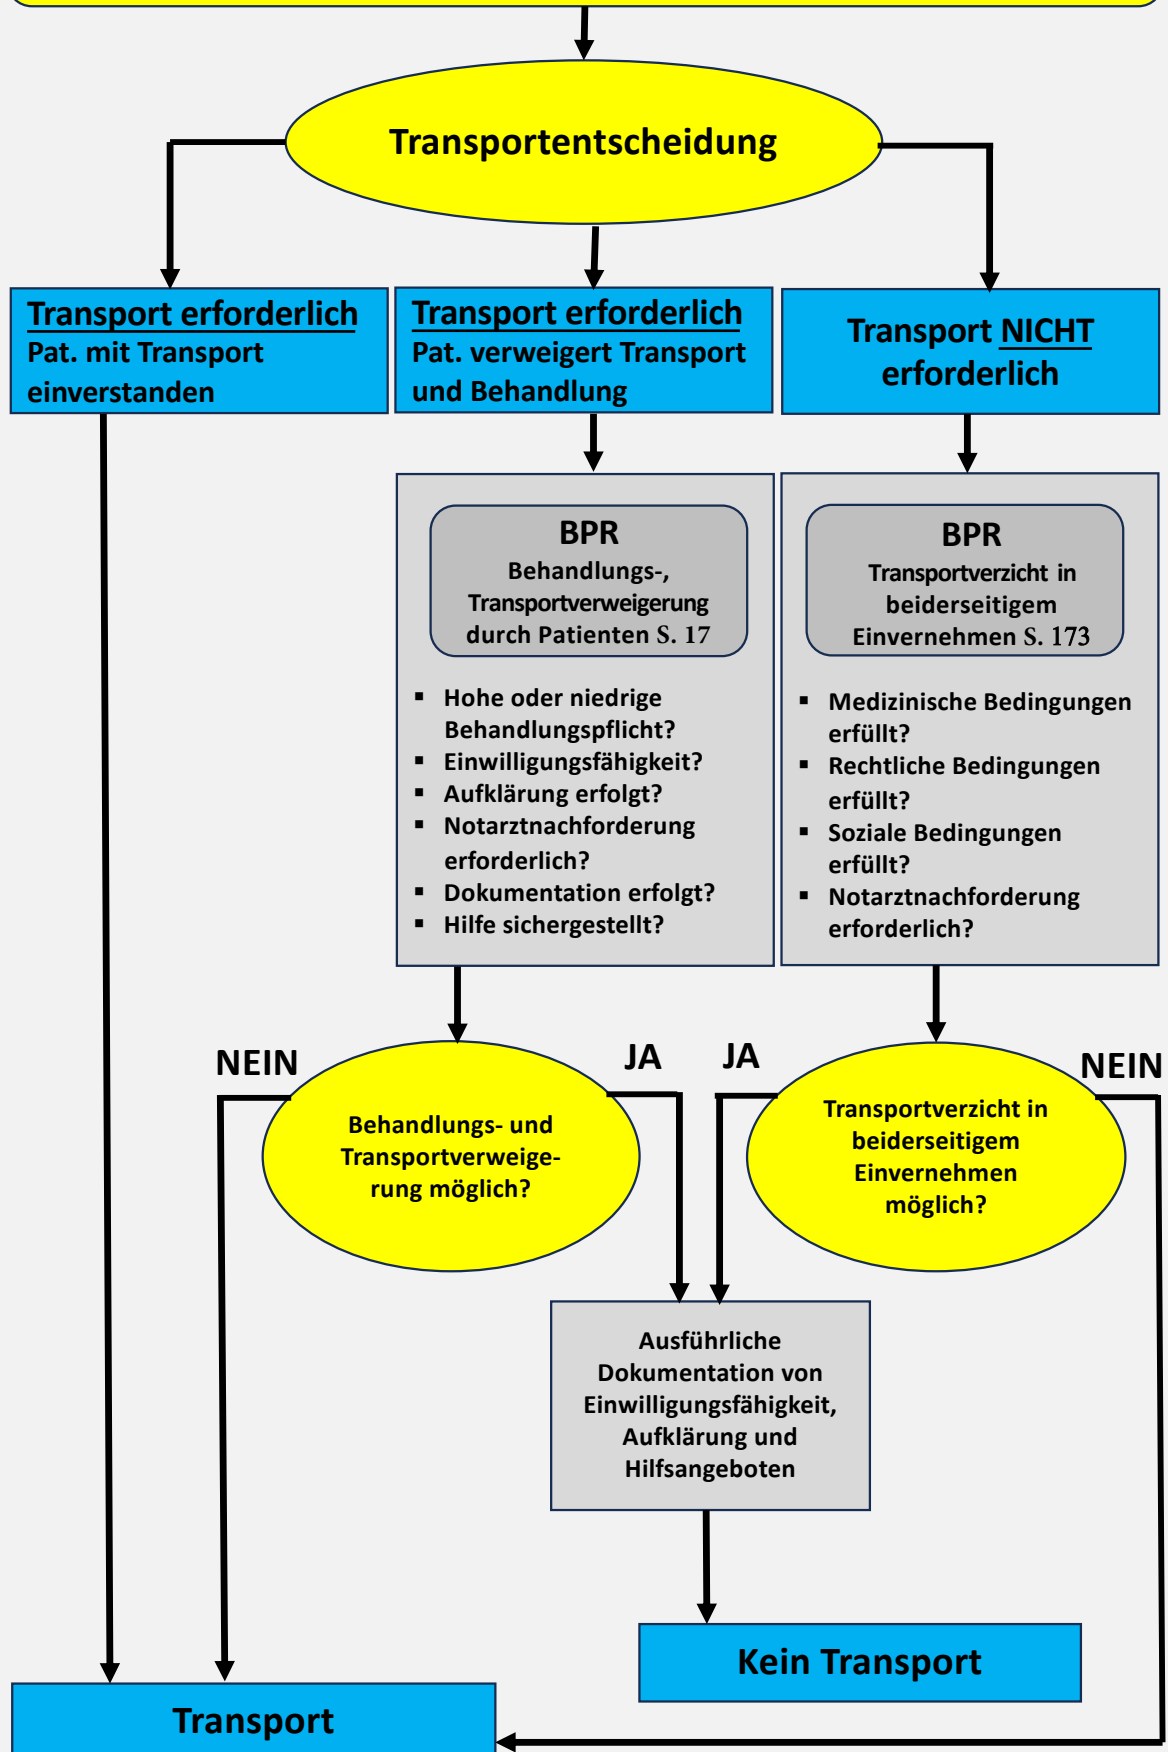 Transportentscheidung
Transport erforderlich
Pat. mit Transport
einverstanden
Transport erforderlich
Pat. verweigert Transport
und Behandlung
Transport NICHT
erforderlich
BPR
Behandlungs-,
Transportverweigerung
durch Patienten S. 17
▪ Hohe oder niedrige
Behandlungspflicht?
▪ Einwilligungsfähigkeit?
▪ Aufklärung erfolgt?
▪ Notarztnachforderung
erforderlich?
▪ Dokumentation erfolgt?
▪ Hilfe sichergestellt?
BPR
Transportverzicht in
beiderseitigem
Einvernehmen S. 173
▪ Medizinische Bedingungen
erfüllt?
▪ Rechtliche Bedingungen
erfüllt?
▪ Soziale Bedingungen
erfüllt?
▪ Notarztnachforderung
erforderlich?
NEIN
JA
JA
NEIN
Behandlungs- und
Transportverweige-
rung möglich?
Transportverzicht in
beiderseitigem
Einvernehmen
möglich?
Ausführliche
Dokumentation von
Einwilligungsfähigkeit,
Aufklärung und
Hilfsangeboten
Kein Transport
Transport